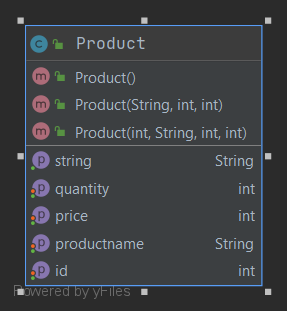 Product
Product()
Product(String, int, int)
Product(int, String, int, int)
string String
quantity int
price int
productname String
id int
Powered by yFiles